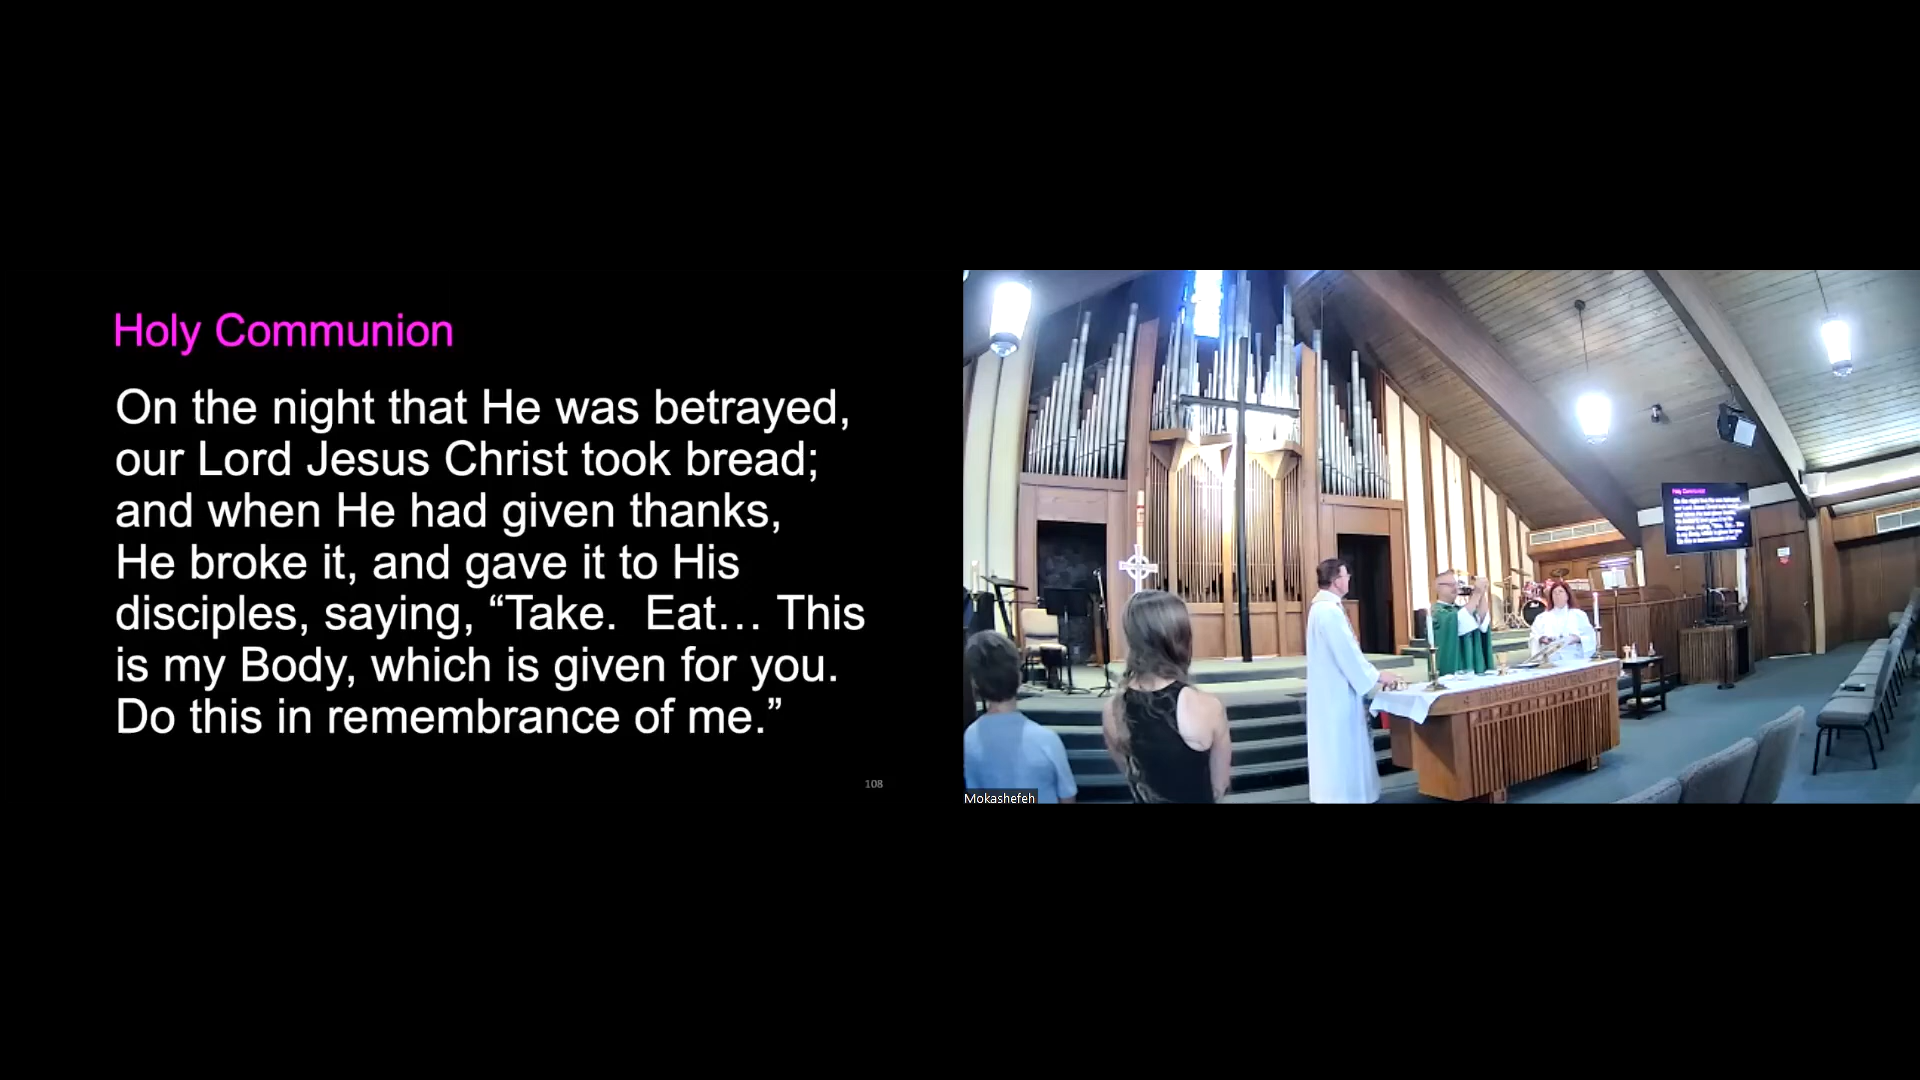 Holy Communion
On the night that He was betrayed,
our Lord Jesus Christ took bread;
and when He had given thanks,
He broke it, and gave it to His
disciples, saying, “Take.  Eat… This
is my Body, which is given for you.
Do this in remembrance of me.”
108
Mokashefeh
Holy Communion